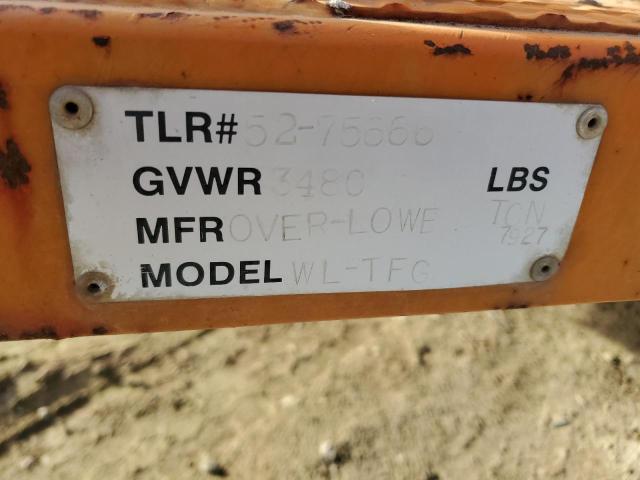 TLR# 52-75666
GVWR 3480 LBS
MFR OVER-LOWE TCN
7927
MODEL WL-TFG